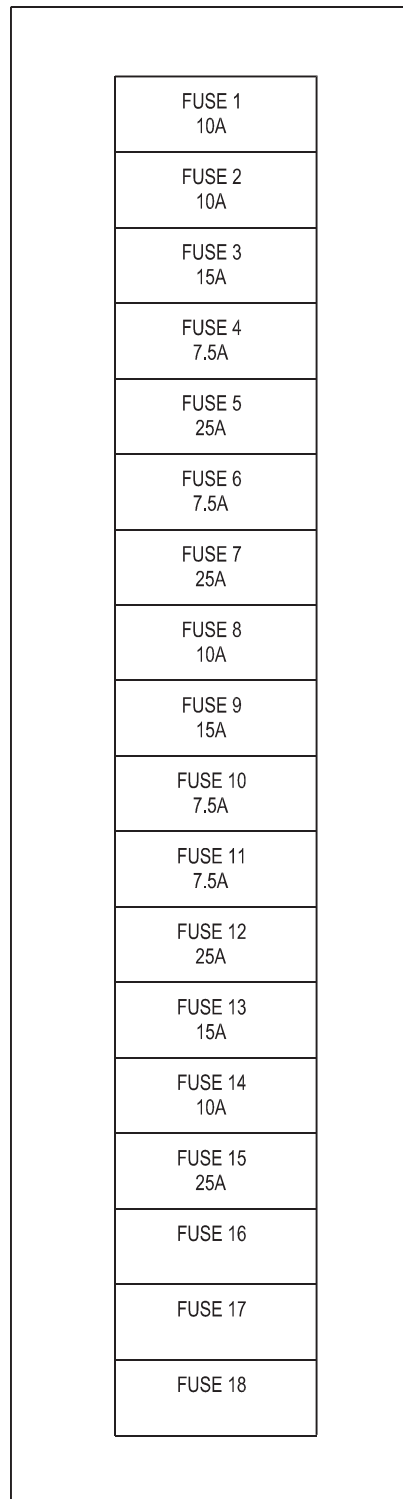 FUSE 1
10A
FUSE 2
10A
FUSE 3
15A
FUSE 4
7.5A
FUSE 5
25A
FUSE 6
7.5A
FUSE 7
25A
FUSE 8
10A
FUSE 9
15A
FUSE 10
7.5A
FUSE 11
7.5A
FUSE 12
25A
FUSE 13
15A
FUSE 14
10A
FUSE 15
25A
FUSE 16
FUSE 17
FUSE 18